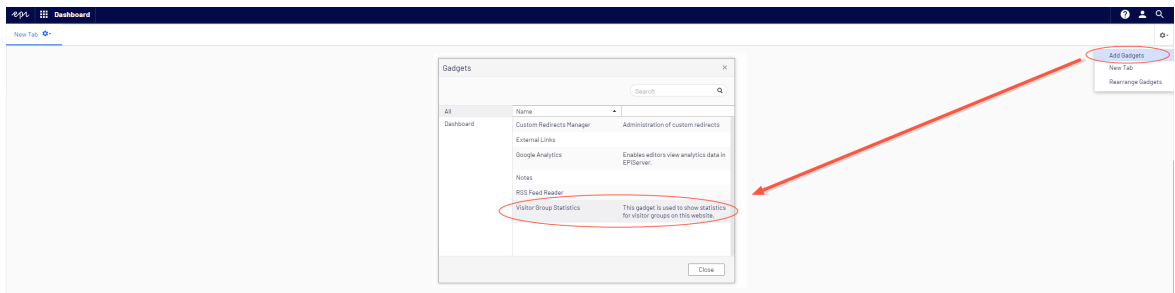 epi Dashboard
New Tab
Add Gadgets
New Tab
Rearrange Gadgets
Gadgets
Search
All
Name
Dashboard
Custom Redirects Manager Administration of custom redirects
External Links
Google Analytics Enables editors view analytics data in
EPiServer.
Notes
RSS Feed Reader
Visitor Group Statistics This gadget is used to show statistics
for visitor groups on this website.
Close